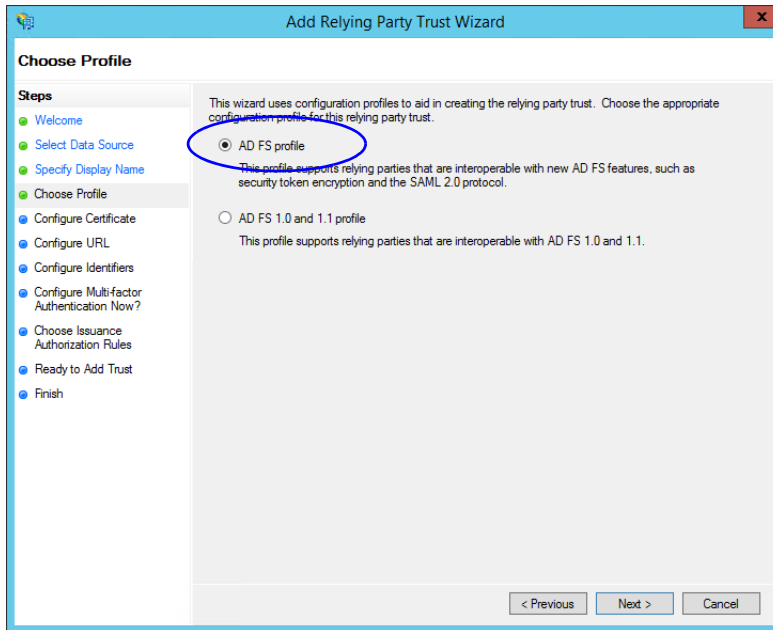 Add Relying Party Trust Wizard
x
Choose Profile
Steps
Welcome
Select Data Source
Specify Display Name
Choose Profile
Configure Certificate
Configure URL
Configure Identifiers
Configure Multi-factor
Authentication Now?
Choose Issuance
Authorization Rules
Ready to Add Trust
Finish
This wizard uses configuration profiles to aid in creating the relying party trust. Choose the appropriate
configuration profile for this relying party trust.
AD FS profile
This profile supports relying parties that are interoperable with new AD FS features, such as
security token encryption and the SAML 2.0 protocol.
AD FS 1.0 and 1.1 profile
This profile supports relying parties that are interoperable with AD FS 1.0 and 1.1.
< Previous
Next >
Cancel